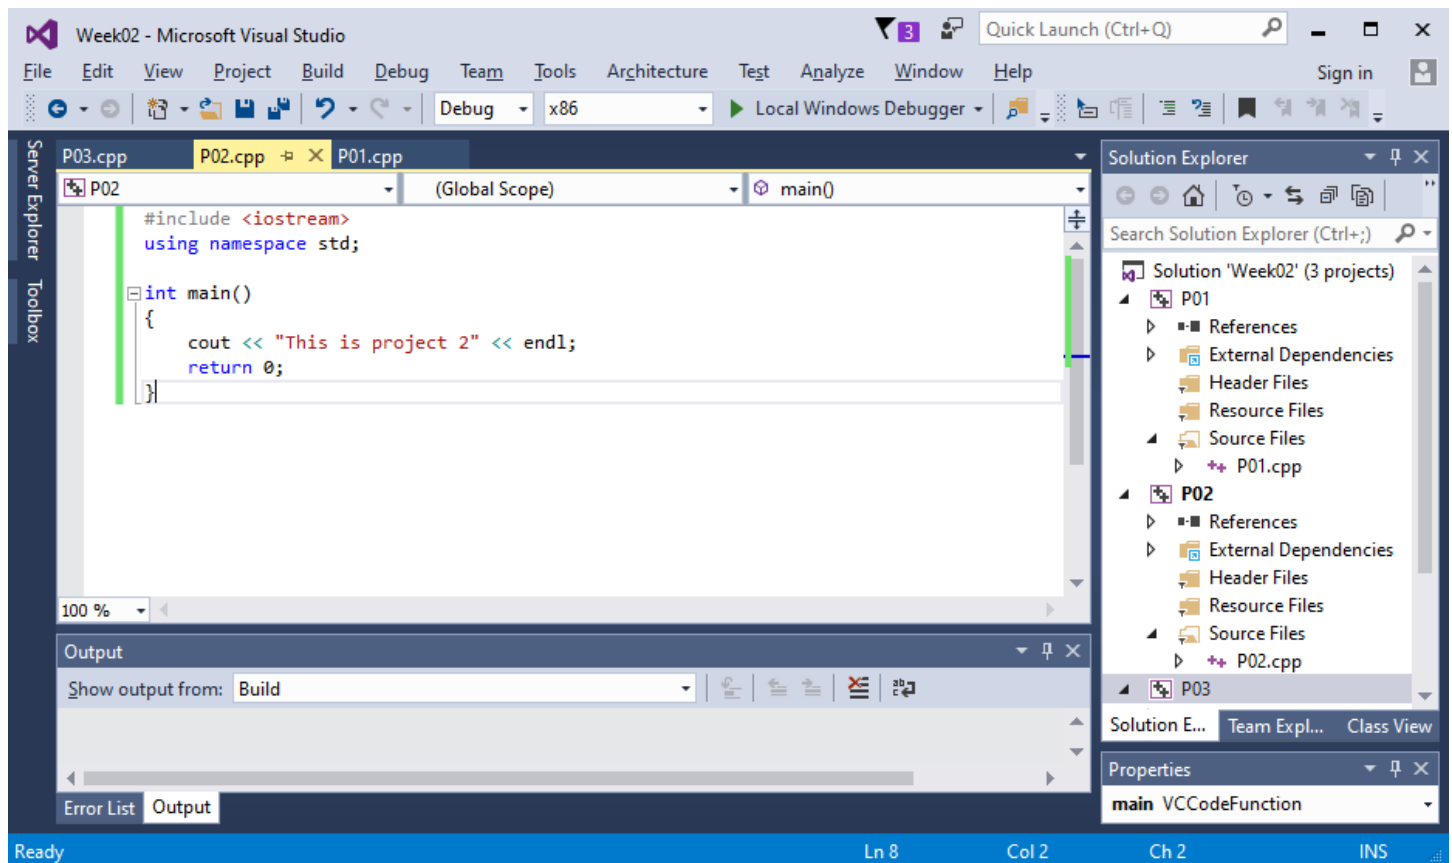 Week02 - Microsoft Visual Studio
3
Quick Launch (Ctrl+Q)
File Edit View Project Build Debug Team Tools Architecture Test Analyze Window Help
Sign in
Debug x86 Local Windows Debugger
Server Explorer
Toolbox
P03.cpp P02.cpp P01.cpp
P02 (Global Scope) main()
#include <iostream>
using namespace std;
int main()
{
cout << "This is project 2" << endl;
return 0;
}
100 %
Output
Show output from: Build
Error List Output
Solution Explorer
Search Solution Explorer (Ctrl+;)
Solution 'Week02' (3 projects)
P01
References
External Dependencies
Header Files
Resource Files
Source Files
P01.cpp
P02
References
External Dependencies
Header Files
Resource Files
Source Files
P02.cpp
P03
Solution E... Team Expl... Class View
Properties
main VCCodeFunction
Ready Ln 8 Col 2 Ch 2 INS